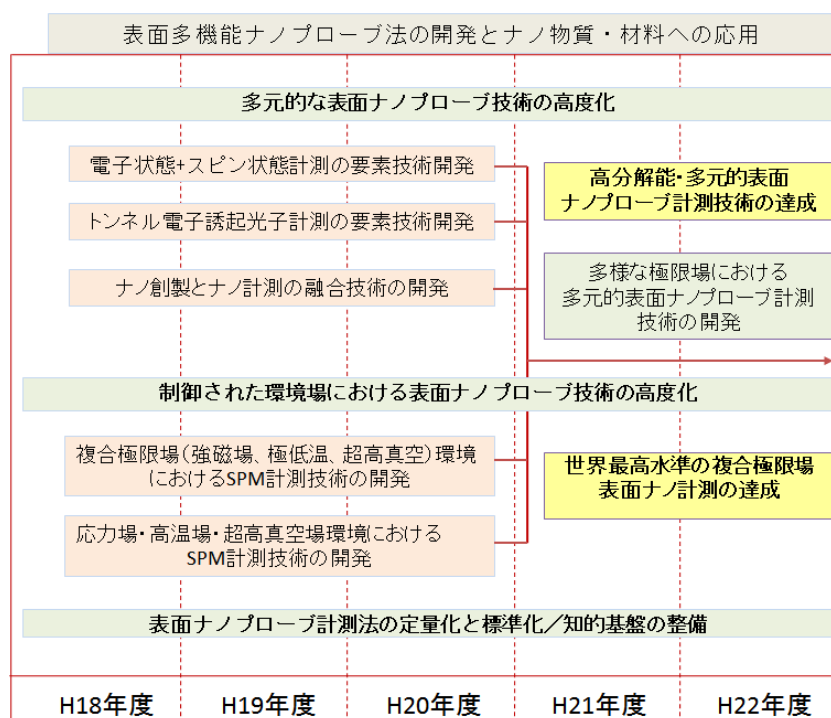 表面多機能ナノプローブ法の開発とナノ物質・材料への応用
多元的な表面ナノプローブ技術の高度化
電子状態+スピン状態計測の要素技術開発
トンネル電子誘起光子計測の要素技術開発
ナノ創製とナノ計測の融合技術の開発
高分解能・多元的表面
ナノプローブ計測技術の達成
多様な極限場における
多元的表面ナノプローブ計測
技術の開発
制御された環境場における表面ナノプローブ技術の高度化
複合極限場(強磁場、極低温、超高真空)環境
におけるSPM計測技術の開発
応力場・高温場・超高真空場環境における
SPM計測技術の開発
世界最高水準の複合極限場
表面ナノ計測の達成
表面ナノプローブ計測法の定量化と標準化/知的基盤の整備
H18年度
H19年度
H20年度
H21年度
H22年度